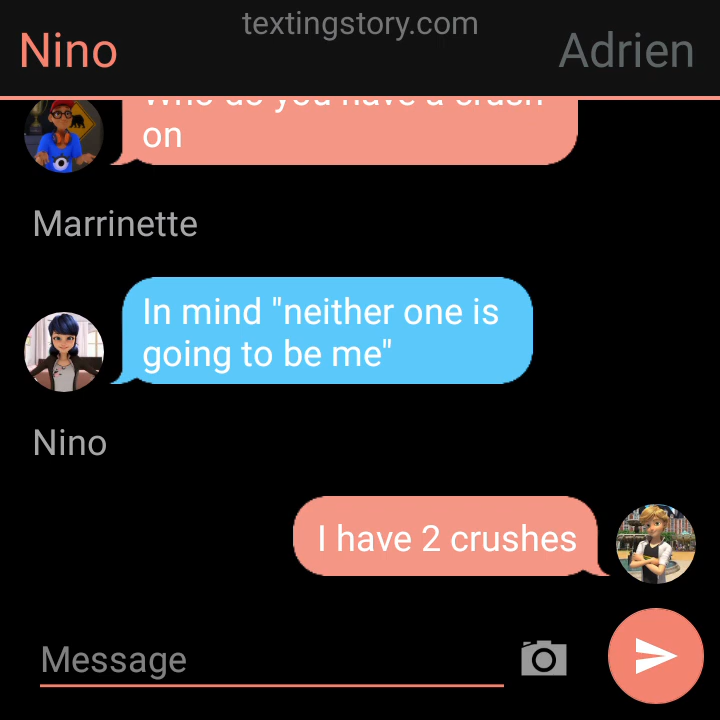 textingstory.com
Nino
Adrien
Who do you have a crush
on
Marrinette
In mind "neither one is
going to be me"
Nino
I have 2 crushes
Message